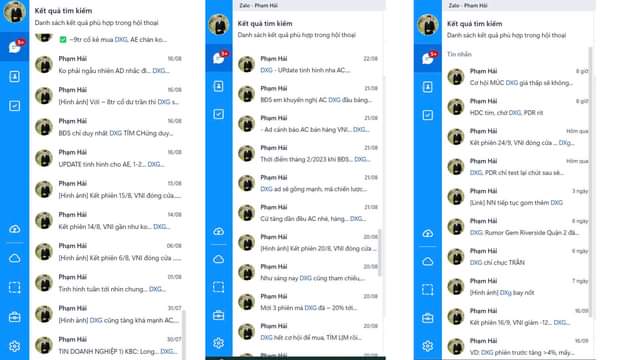 Kết quả tìm kiếm
Danh sách kết quả phù hợp trong hội thoại
5+
✅ ~9tr cổ kê mua DXG, AE chán ko...
Phạm Hải 16/08
Ko phải ngẫu nhiên AD nhắc đi... DXG...
Phạm Hải 16/08
[Hình ảnh] Với ~ 8tr cổ dư trần thì DXG s...
Phạm Hải 16/08
BĐS chỉ duy nhất DXG TÍM CHứng duy...
Phạm Hải 16/08
UPDATE tình hình cho AE, 1-2... DXG...
Phạm Hải 15/08
[Hình ảnh] Kết phiên 15/8, VNI đóng cửa ......
Phạm Hải 14/08
Kết phiên 14/8, VNI gần như ko... DXG...
Phạm Hải 06/08
[Hình ảnh] Kết phiên 6/8, VNI đóng cửa ......
Phạm Hải 01/08
Tình hình tuần tới nhìn chung... DXG...
Phạm Hải 31/07
[Hình ảnh] DXG cũng tăng khá mạnh AC,...
Phạm Hải 30/07
TIN DOANH NGHIỆP 1) KBC: Long... DXG...
Zalo - Phạm Hải
Kết quả tìm kiếm
Danh sách kết quả phù hợp trong hội thoại
5+
Phạm Hải 22/08
DXG - UPdate tình hình nha AC....
Phạm Hải 21/08
BĐS em khuyến nghị AC DXG đầu bảng...
Phạm Hải 21/08
- Ad cảnh báo AC bán hàng VNI... DXG...
Phạm Hải 21/08
Thời điểm tháng 2/2023 khi BĐS... DXG...
Phạm Hải 21/08
DXG ad sẽ gồng mạnh, mã chiến lược...
Phạm Hải 21/08
Cứ tăng dần đều AC nhé, hàng... DXG...
Phạm Hải 20/08
[Hình ảnh] Kết phiên 20/8, VNI đóng cửa ...
Phạm Hải 20/08
Như sáng nay DXG cũng tham chiếu,...
Phạm Hải 20/08
Mới 3 phiên mà DXG đã ~ 20% tới...
Phạm Hải 20/08
DXG hết cơ hội để mua, TIM LỊM rồi...
Zalo - Phạm Hải
Kết quả tìm kiếm
Danh sách kết quả phù hợp trong hội thoại
5+
Tin nhắn
Phạm Hải 8 giờ
Cơ hội MÚC DXG giá thấp sẽ không...
Phạm Hải 8 giờ
HDC tím, chờ DXG, PDR rít
Phạm Hải Hôm qua
Kết phiên 24/9, VNI đóng cửa ... DXg...
Phạm Hải Hôm qua
DXG, PDR chỉ test lại chút sau sẽ...
Phạm Hải 3 ngày
[Link] NN tiếp tục gom thêm DXG
Phạm Hải 6 ngày
DXG: Rumor Gem Riverside Quận 2 đã...
Phạm Hải 6 ngày
DXG chỉ chực TRẦN
Phạm Hải 7 ngày
[Hình ảnh] DXg bay nốt
Phạm Hải 16/09
Kết phiên 16/9, VNI giảm -12... DXG...
Phạm Hải 16/09
VD: DXG phiên trước tăng >4%, mấy...